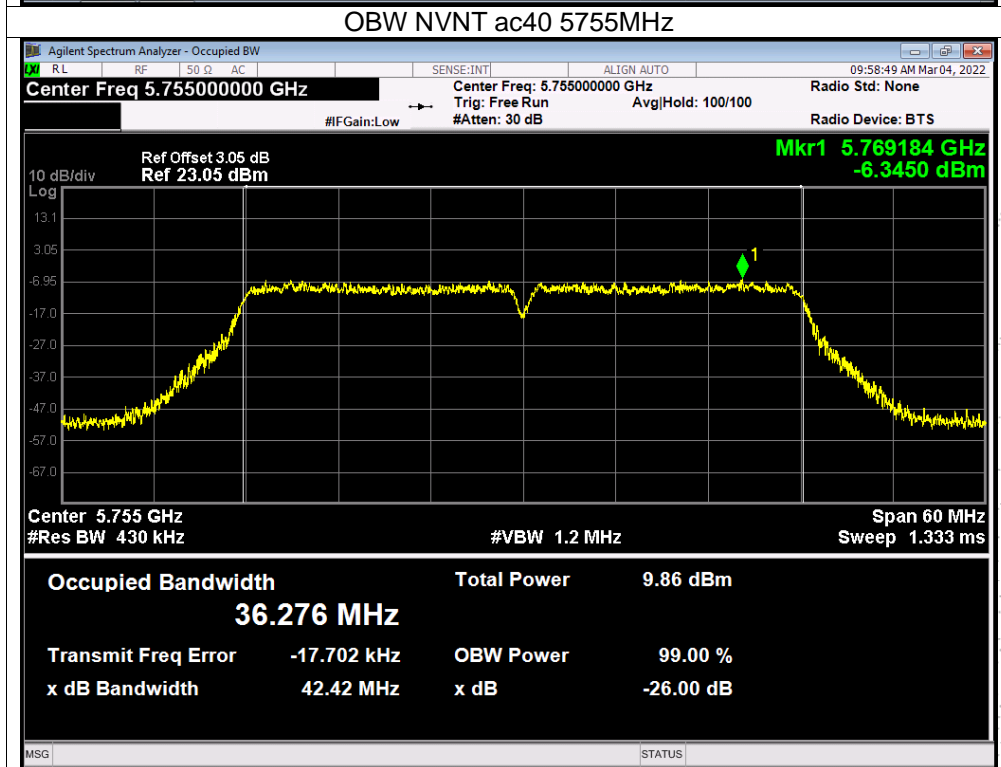 OBW NVNT ac40 5755MHz
Agilent Spectrum Analyzer - Occupied BW
LXI RL RF 50 Ω AC SENSE:INT ALIGN AUTO 09:58:49 AM Mar 04, 2022
Center Freq 5.755000000 GHz Center Freq: 5.755000000 GHz Radio Std: None
Trig: Free Run Avg|Hold: 100/100
#IFGain:Low #Atten: 30 dB Radio Device: BTS
Ref Offset 3.05 dB Mkr1 5.769184 GHz
10 dB/div Ref 23.05 dBm -6.3450 dBm
Log
13.1
3.05
1
-6.95
-17.0
-27.0
-37.0
-47.0
-57.0
-67.0
Center 5.755 GHz Span 60 MHz
#Res BW 430 kHz #VBW 1.2 MHz Sweep 1.333 ms
Occupied Bandwidth Total Power 9.86 dBm
36.276 MHz
Transmit Freq Error -17.702 kHz OBW Power 99.00 %
x dB Bandwidth 42.42 MHz x dB -26.00 dB
MSG STATUS